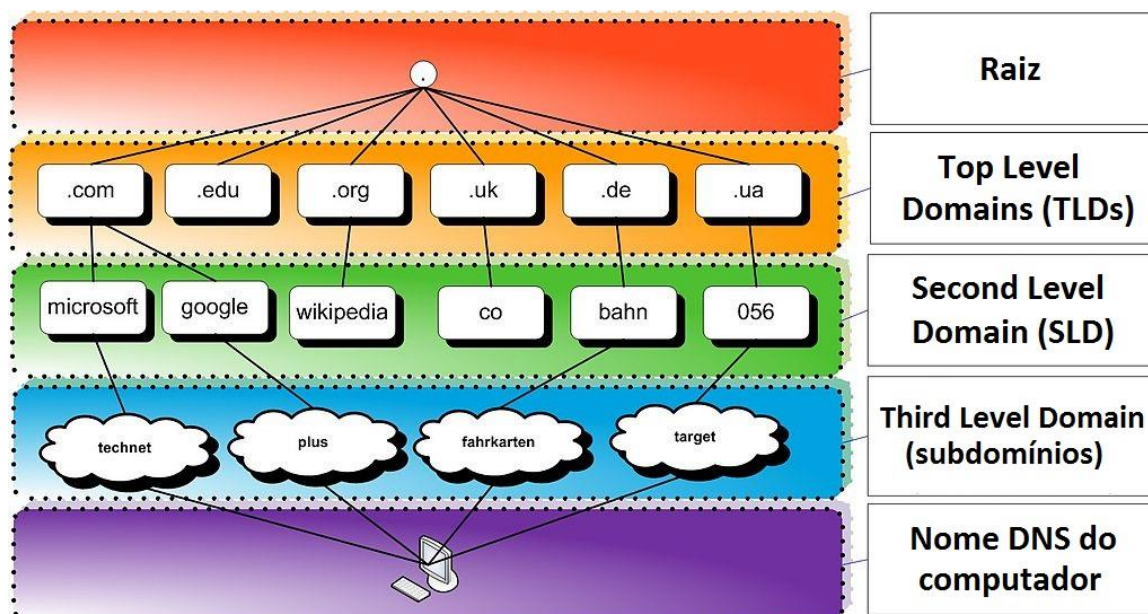 .
Raiz
.com .edu .org .uk .de .ua
Top Level
Domains (TLDs)
microsoft google wikipedia co bahn 056
Second Level
Domain (SLD)
technet plus fahrkarten target
Third Level Domain
(subdomínios)
Nome DNS do
computador